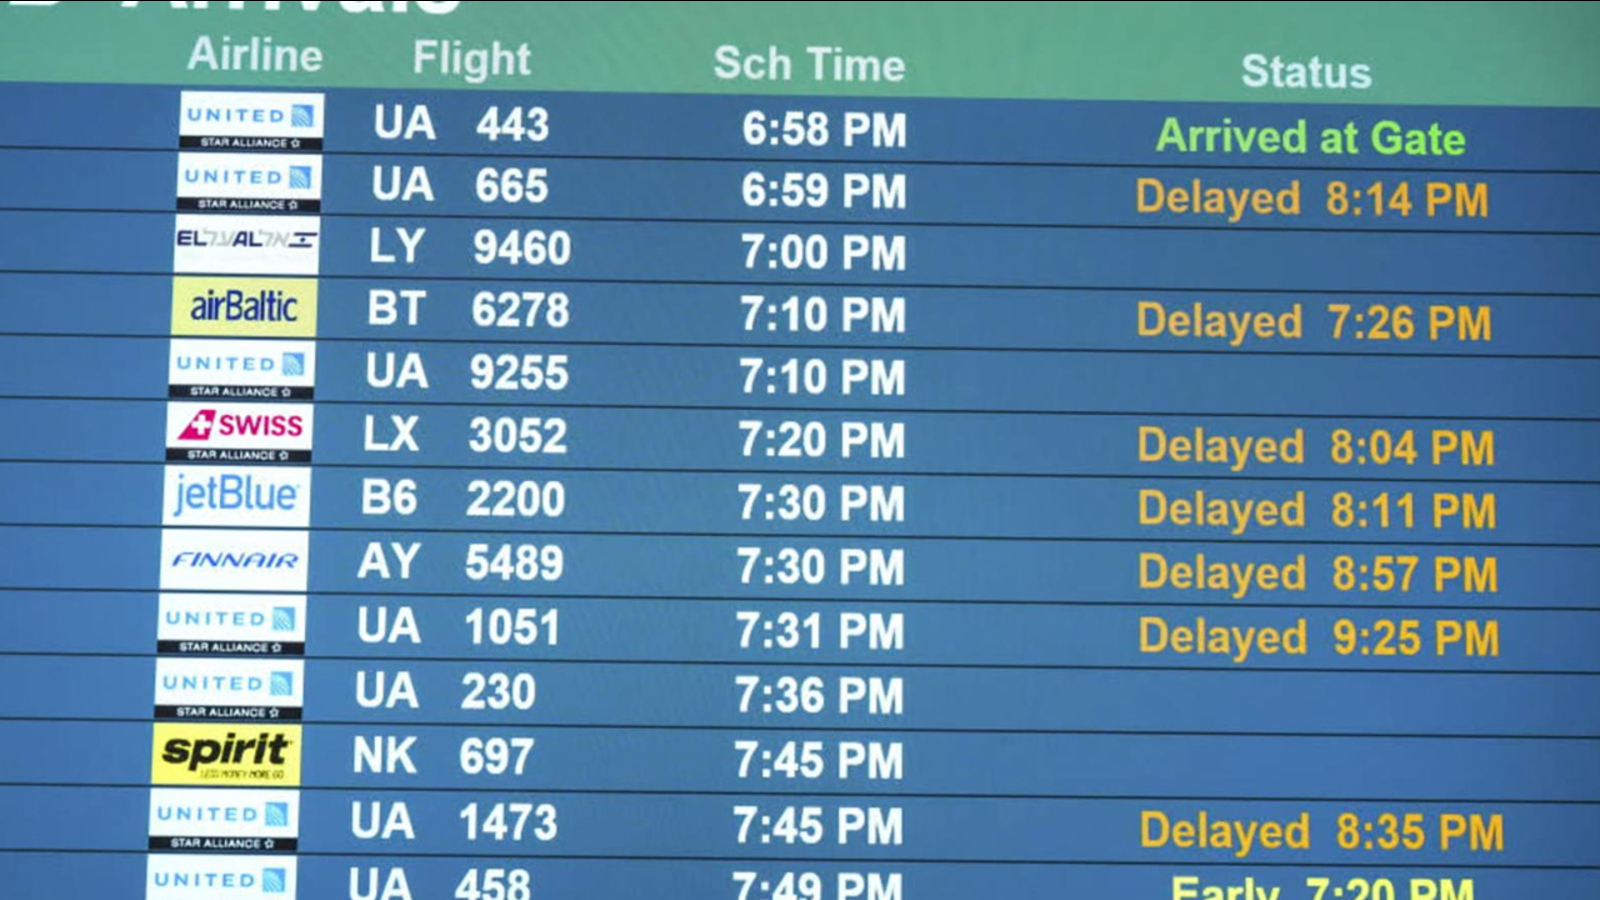 Arrivals
Airline Flight Sch Time Status
UNITED STAR ALLIANCE UA 443 6:58 PM Arrived at Gate
UNITED STAR ALLIANCE UA 665 6:59 PM Delayed 8:14 PM
ELALאלעל LY 9460 7:00 PM
airBaltic BT 6278 7:10 PM Delayed 7:26 PM
UNITED STAR ALLIANCE UA 9255 7:10 PM
SWISS STAR ALLIANCE LX 3052 7:20 PM Delayed 8:04 PM
jetBlue B6 2200 7:30 PM Delayed 8:11 PM
FINNAIR AY 5489 7:30 PM Delayed 8:57 PM
UNITED STAR ALLIANCE UA 1051 7:31 PM Delayed 9:25 PM
UNITED STAR ALLIANCE UA 230 7:36 PM
spirit LESS MONEY MORE GO NK 697 7:45 PM
UNITED STAR ALLIANCE UA 1473 7:45 PM Delayed 8:35 PM
UNITED UA 458 7:49 PM Early 7:20 PM